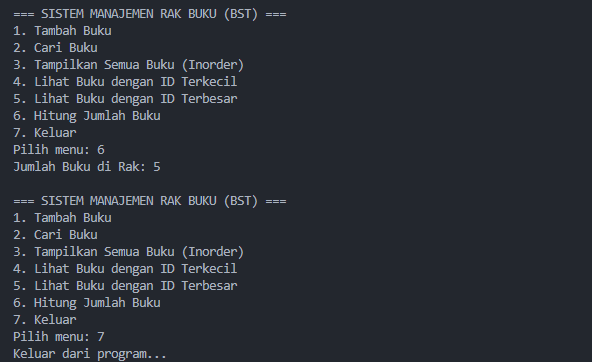 === SISTEM MANAJEMEN RAK BUKU (BST) ===
1. Tambah Buku
2. Cari Buku
3. Tampilkan Semua Buku (Inorder)
4. Lihat Buku dengan ID Terkecil
5. Lihat Buku dengan ID Terbesar
6. Hitung Jumlah Buku
7. Keluar
Pilih menu: 6
Jumlah Buku di Rak: 5

=== SISTEM MANAJEMEN RAK BUKU (BST) ===
1. Tambah Buku
2. Cari Buku
3. Tampilkan Semua Buku (Inorder)
4. Lihat Buku dengan ID Terkecil
5. Lihat Buku dengan ID Terbesar
6. Hitung Jumlah Buku
7. Keluar
Pilih menu: 7
Keluar dari program...